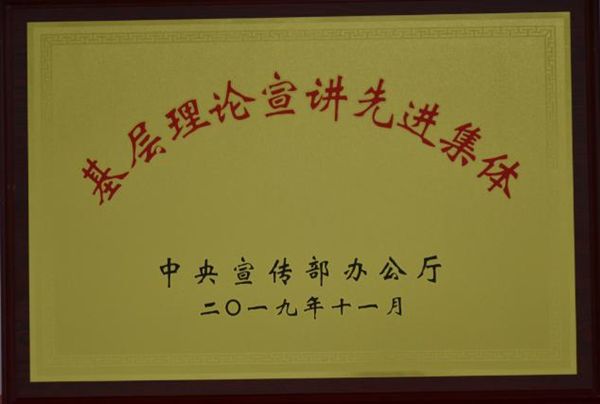 基层理论宣讲先进集体
中央宣传部办公厅
二〇一九年十一月